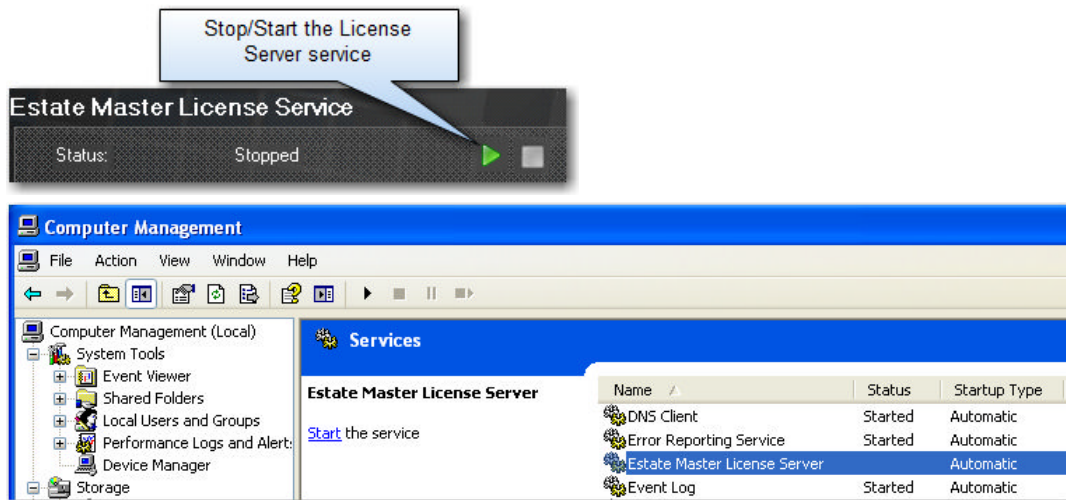 Stop/Start the License
Server service
Estate Master License Service
Status: Stopped
Computer Management
File Action View Window Help
Computer Management (Local)
System Tools
Event Viewer
Shared Folders
Local Users and Groups
Performance Logs and Alert:
Device Manager
Storage
Services
Estate Master License Server
Start the service
Name Status Startup Type
DNS Client Started Automatic
Error Reporting Service Started Automatic
Estate Master License Server Automatic
Event Log Started Automatic